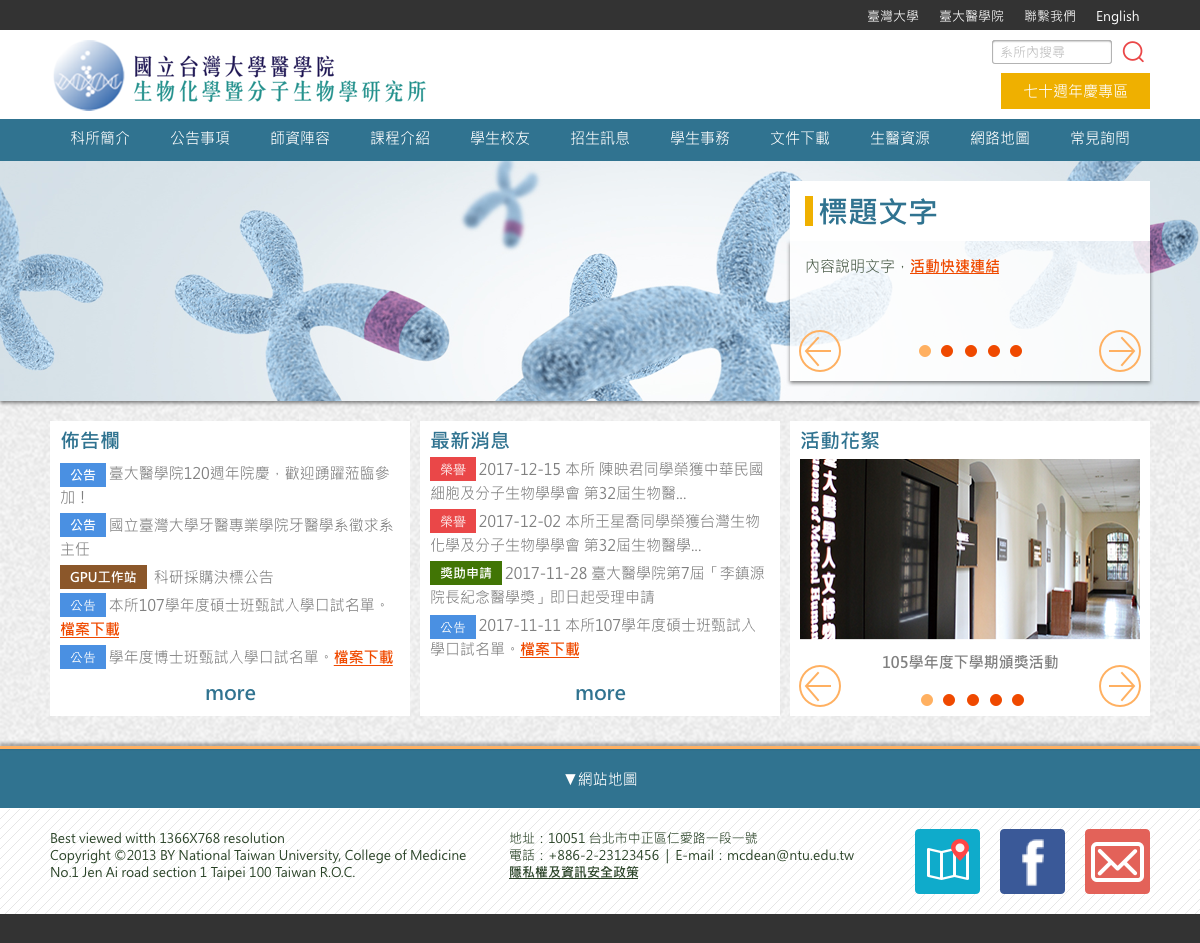 臺灣大學 臺大醫學院 聯繫我們 English
國立台灣大學醫學院
生物化學暨分子生物學研究所
系所內搜尋
七十週年慶專區
科所簡介 公告事項 師資陣容 課程介紹 學生校友 招生訊息 學生事務 文件下載 生醫資源 網路地圖 常見詢問
標題文字
內容說明文字，活動快速連結
佈告欄
公告 臺大醫學院120週年院慶，歡迎踴躍蒞臨參
加！
公告 國立臺灣大學牙醫專業學院牙醫學系徵求系
主任
GPU工作站 科研採購決標公告
公告 本所107學年度碩士班甄試入學口試名單。
檔案下載
公告 學年度博士班甄試入學口試名單。檔案下載
more
最新消息
榮譽 2017-12-15 本所 陳映君同學榮獲中華民國
細胞及分子生物學學會 第32屆生物醫...
榮譽 2017-12-02 本所王星喬同學榮獲台灣生物
化學及分子生物學學會 第32屆生物醫學...
獎助申請 2017-11-28 臺大醫學院第7屆「李鎮源
院長紀念醫學獎」即日起受理申請
公告 2017-11-11 本所107學年度碩士班甄試入
學口試名單。檔案下載
more
活動花絮
大醫學人文博物
Museum of Medical Human
105學年度下學期頒獎活動
▼網站地圖
Best viewed witth 1366X768 resolution
Copyright ©2013 BY National Taiwan University, College of Medicine
No.1 Jen Ai road section 1 Taipei 100 Taiwan R.O.C.
地址：10051 台北市中正區仁愛路一段一號
電話：+886-2-23123456 | E-mail：mcdean@ntu.edu.tw
隱私權及資訊安全政策